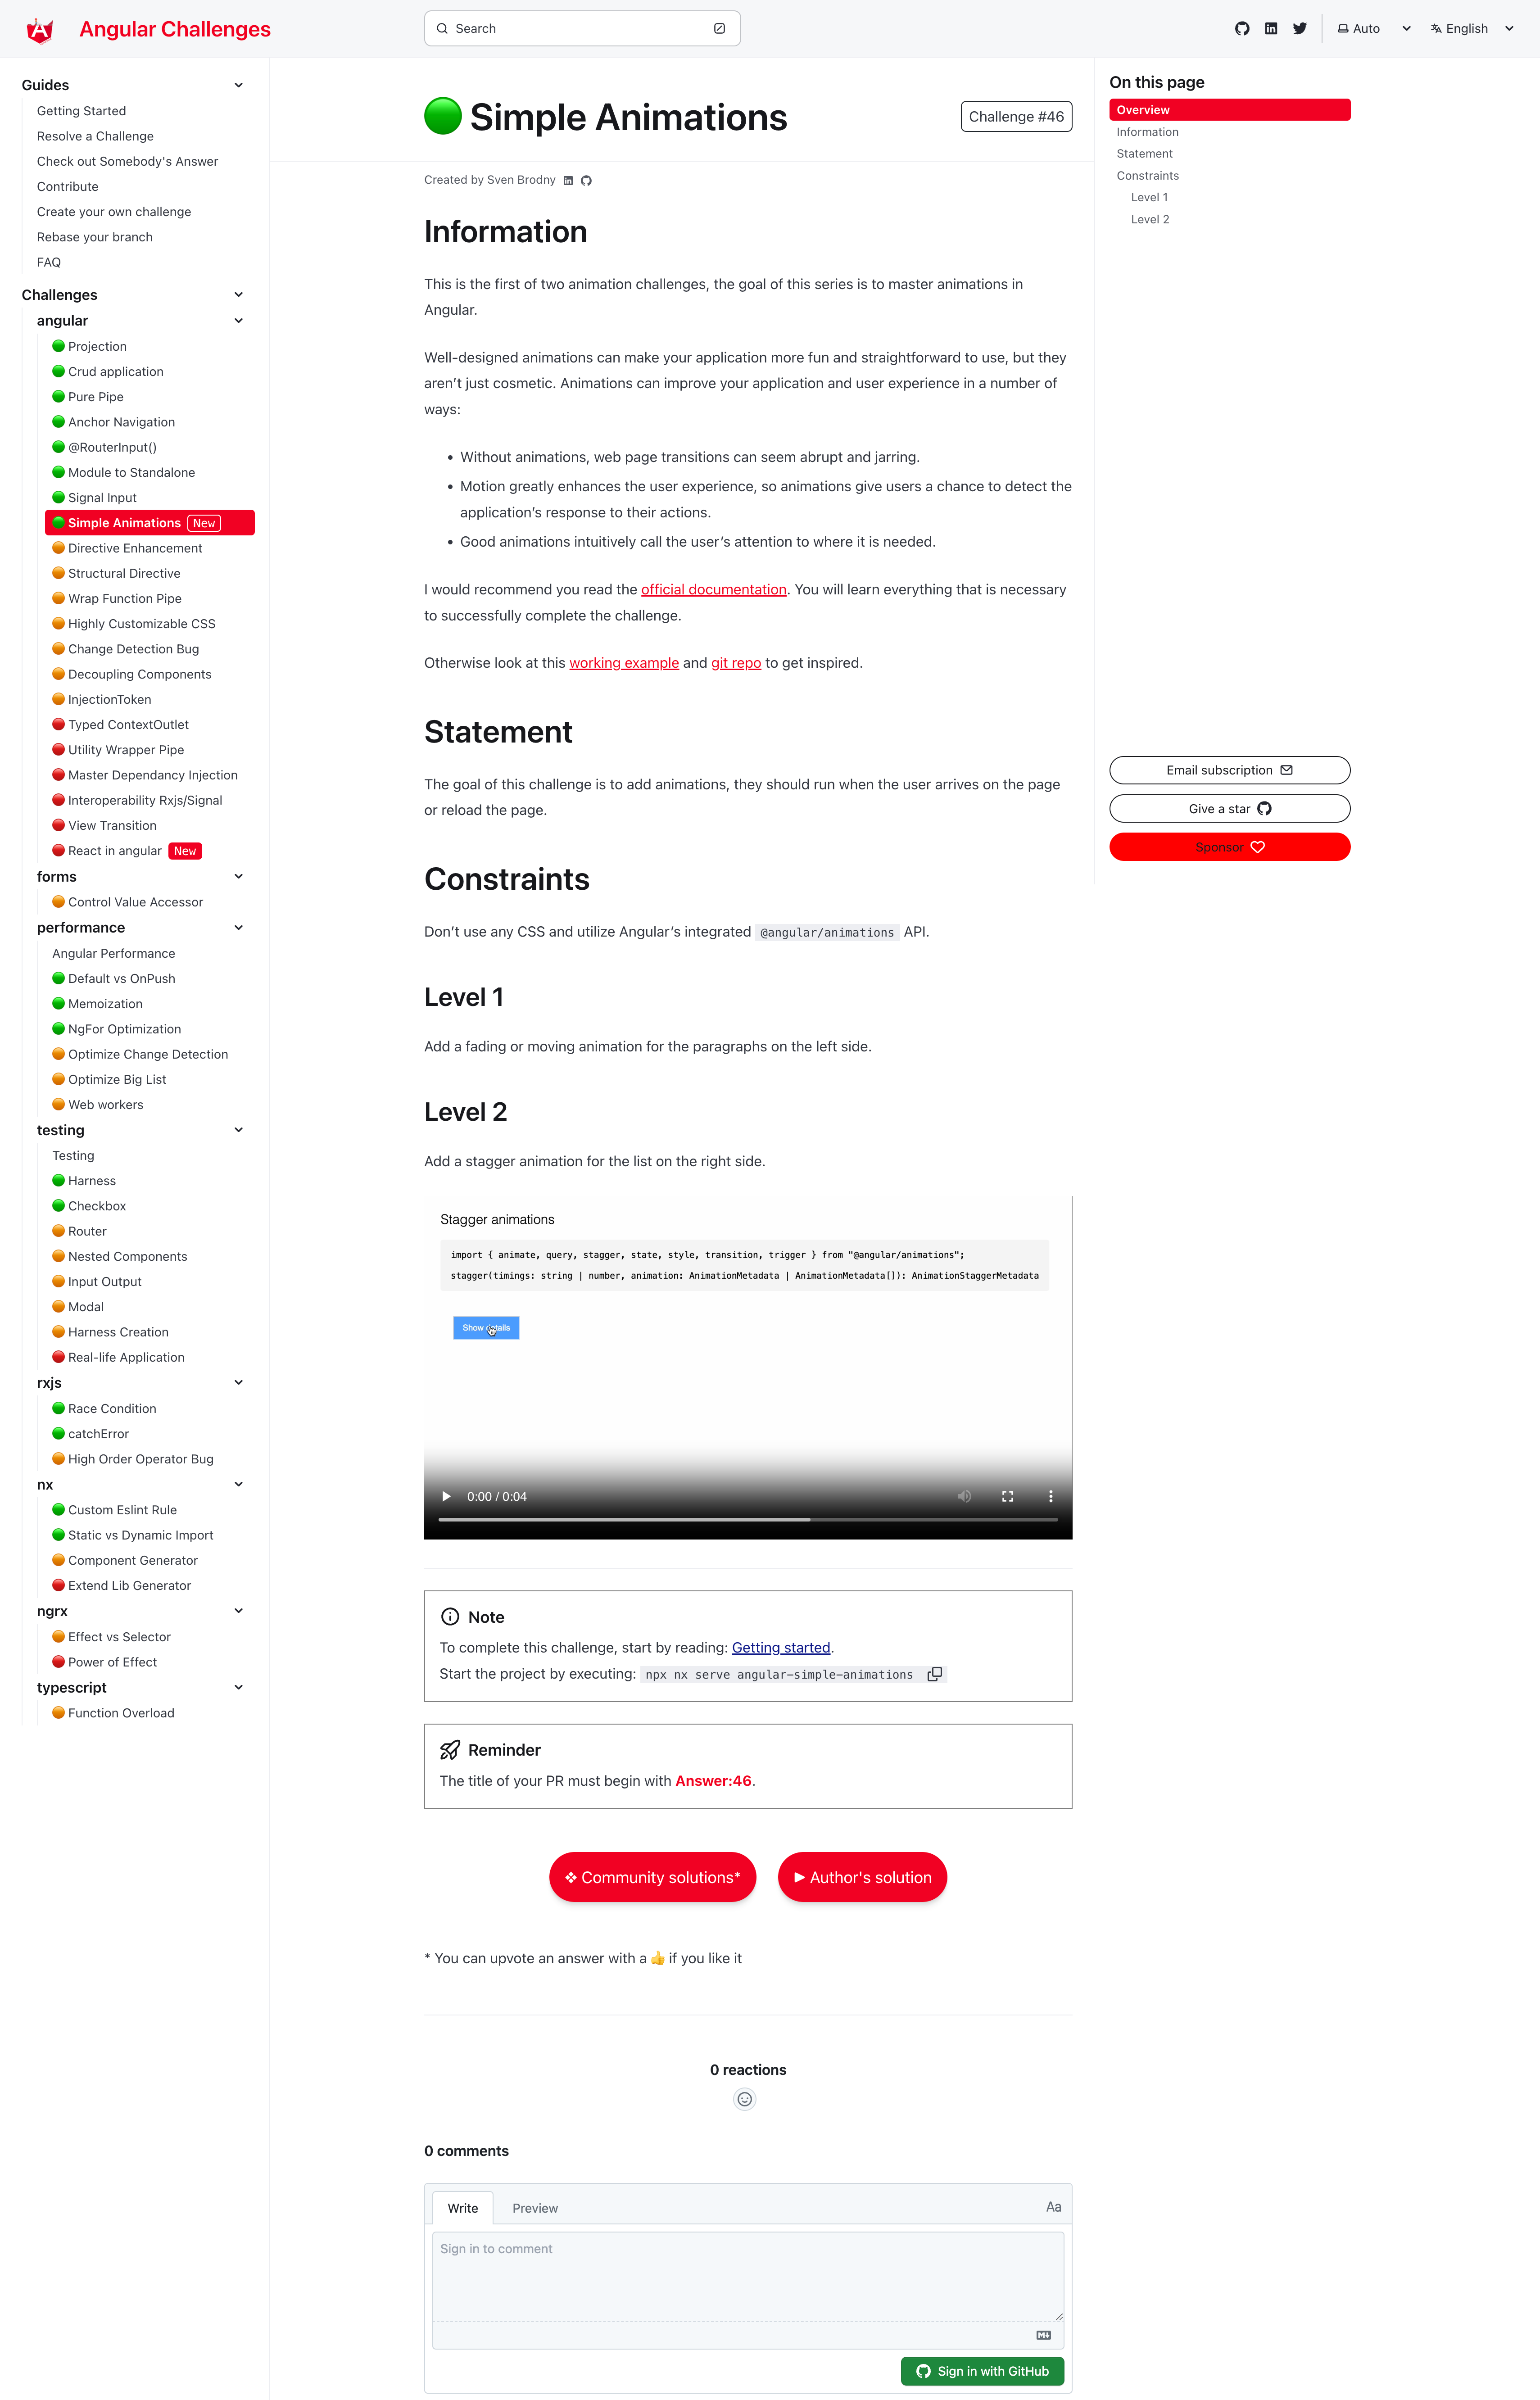 Angular Challenges
Search
Auto
English
Guides
Getting Started
Resolve a Challenge
Check out Somebody's Answer
Contribute
Create your own challenge
Rebase your branch
FAQ
Challenges
angular
Projection
Crud application
Pure Pipe
Anchor Navigation
@RouterInput()
Module to Standalone
Signal Input
Simple Animations New
Directive Enhancement
Structural Directive
Wrap Function Pipe
Highly Customizable CSS
Change Detection Bug
Decoupling Components
InjectionToken
Typed ContextOutlet
Utility Wrapper Pipe
Master Dependancy Injection
Interoperability Rxjs/Signal
View Transition
React in angular New
forms
Control Value Accessor
performance
Angular Performance
Default vs OnPush
Memoization
NgFor Optimization
Optimize Change Detection
Optimize Big List
Web workers
testing
Testing
Harness
Checkbox
Router
Nested Components
Input Output
Modal
Harness Creation
Real-life Application
rxjs
Race Condition
catchError
High Order Operator Bug
nx
Custom Eslint Rule
Static vs Dynamic Import
Component Generator
Extend Lib Generator
ngrx
Effect vs Selector
Power of Effect
typescript
Function Overload
Simple Animations
Challenge #46
Created by Sven Brodny
Information
This is the first of two animation challenges, the goal of this series is to master animations in
Angular.
Well-designed animations can make your application more fun and straightforward to use, but they
aren’t just cosmetic. Animations can improve your application and user experience in a number of
ways:
• Without animations, web page transitions can seem abrupt and jarring.
• Motion greatly enhances the user experience, so animations give users a chance to detect the
application’s response to their actions.
• Good animations intuitively call the user’s attention to where it is needed.
I would recommend you read the official documentation. You will learn everything that is necessary
to successfully complete the challenge.
Otherwise look at this working example and git repo to get inspired.
Statement
The goal of this challenge is to add animations, they should run when the user arrives on the page
or reload the page.
Constraints
Don’t use any CSS and utilize Angular’s integrated @angular/animations API.
Level 1
Add a fading or moving animation for the paragraphs on the left side.
Level 2
Add a stagger animation for the list on the right side.
Stagger animations
import { animate, query, stagger, state, style, transition, trigger } from "@angular/animations";
stagger(timings: string | number, animation: AnimationMetadata | AnimationMetadata[]): AnimationStaggerMetadata
Show details
0:00 / 0:04
Note
To complete this challenge, start by reading: Getting started.
Start the project by executing: npx nx serve angular-simple-animations
Reminder
The title of your PR must begin with Answer:46.
❖ Community solutions*
► Author's solution
* You can upvote an answer with a 👍 if you like it
0 reactions
0 comments
Write
Preview
Aa
Sign in to comment
Sign in with GitHub
On this page
Overview
Information
Statement
Constraints
Level 1
Level 2
Email subscription
Give a star
Sponsor